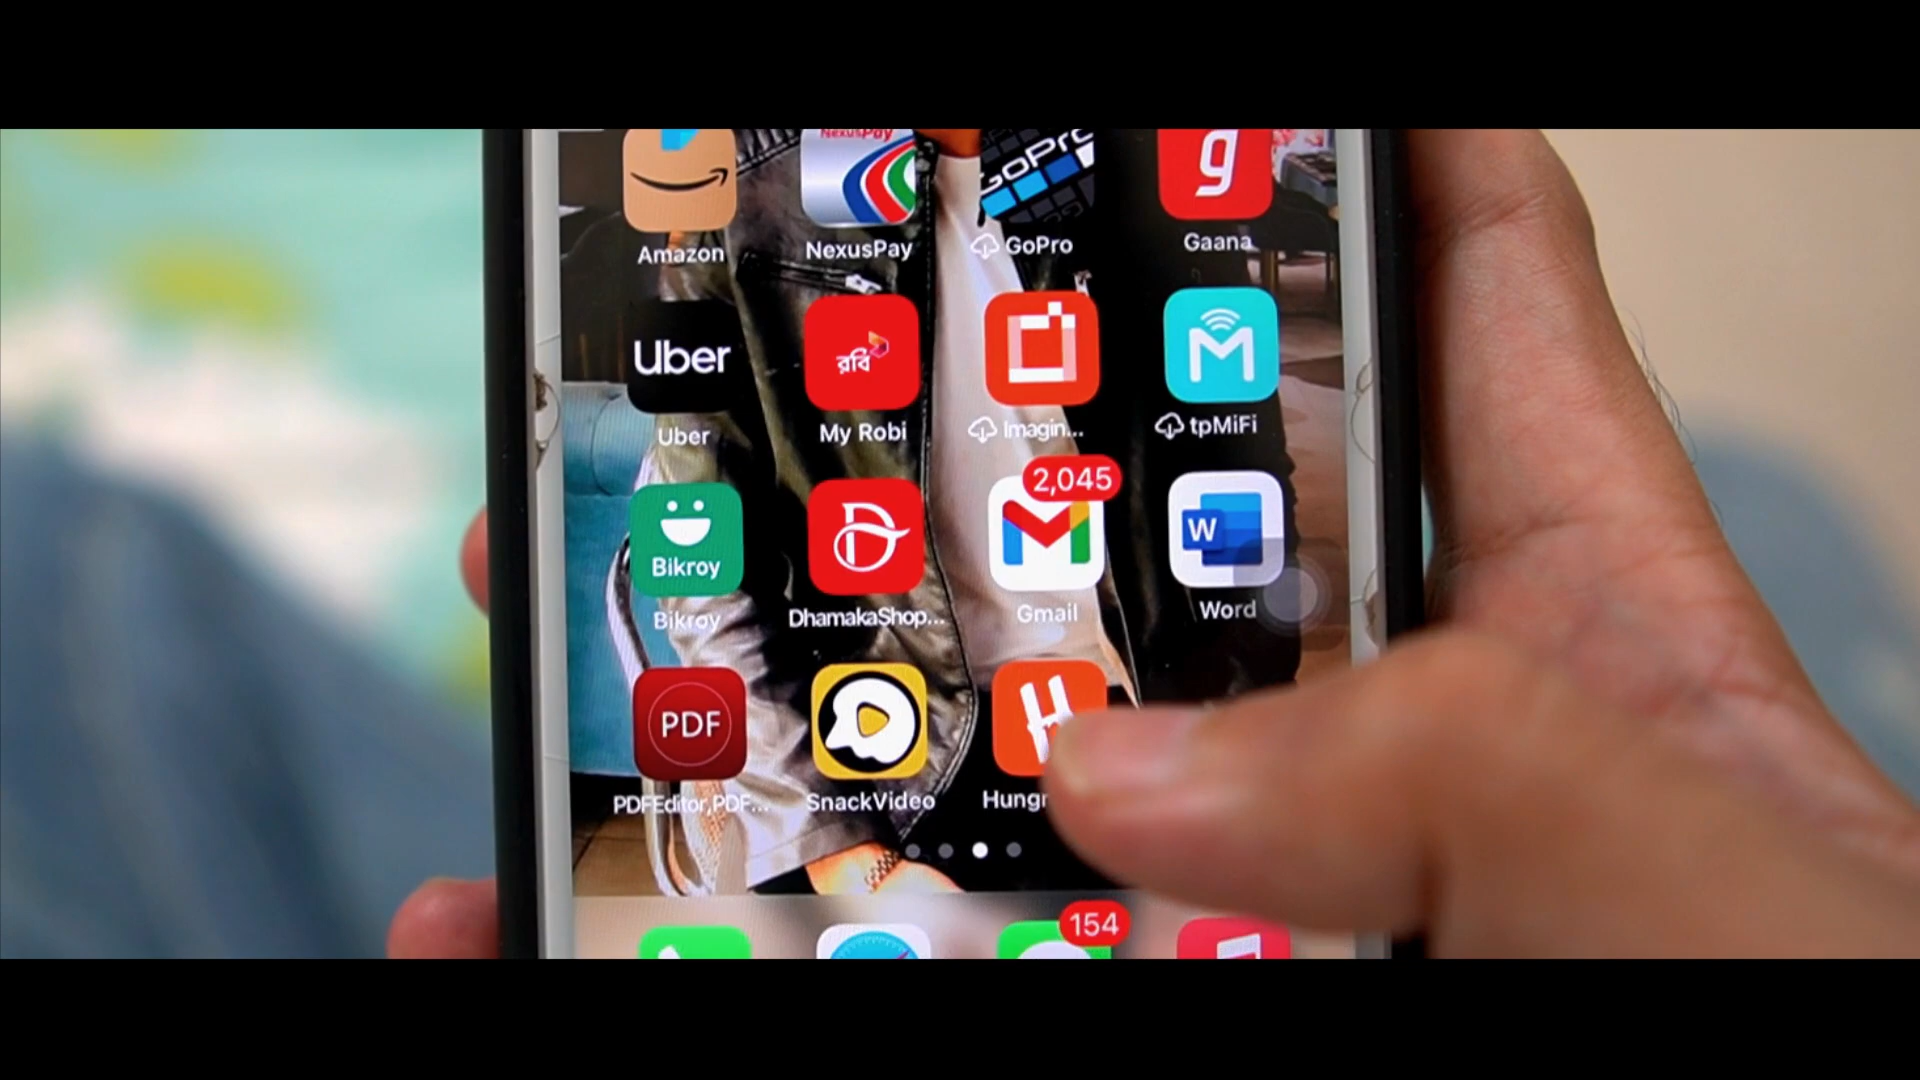 NexusPay
GoPro
g
Amazon
NexusPay
GoPro
Gaana
Uber
রবি
M
Uber
My Robi
Imagin...
tpMiFi
2,045
Bikroy
W
Bikroy
DhamakaShop...
Gmail
Word
PDF
H
PDFEditor,PDF...
SnackVideo
Hungr
154